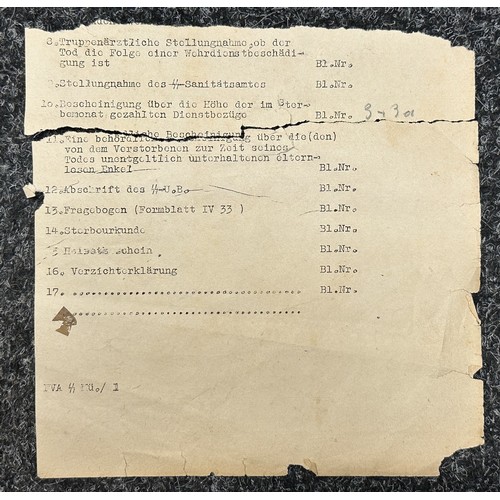 8. Truppenärztliche Stellungnahme, ob der
Tod die Folge einer Wehrdienstbeschädi-
gung ist Bl.Nr.
9. Stellungnahme des ᛋᛋ-Sanitätsamtes Bl.Nr.
10. Bescheinigung über die Höhe der im Ster-
bemonat gezahlten Dienstbezüge Bl.Nr.
11. Eine behördliche Bescheinigung über die(den)
von dem Verstorbenen zur Zeit seines
Todes unentgeltlich unterhaltenen eltern-
losen Enkel Bl.Nr.
12. Abschrift des ᛋᛋ-U.B. Bl.Nr.
13. Fragebogen (Formblatt IV 33 ) Bl.Nr.
14. Sterbeurkunde Bl.Nr.
Bl.Nr.
16. Verzichterklärung Bl.Nr.
17. .............................. Bl.Nr.
..............................
FVA ᛋᛋ / 1